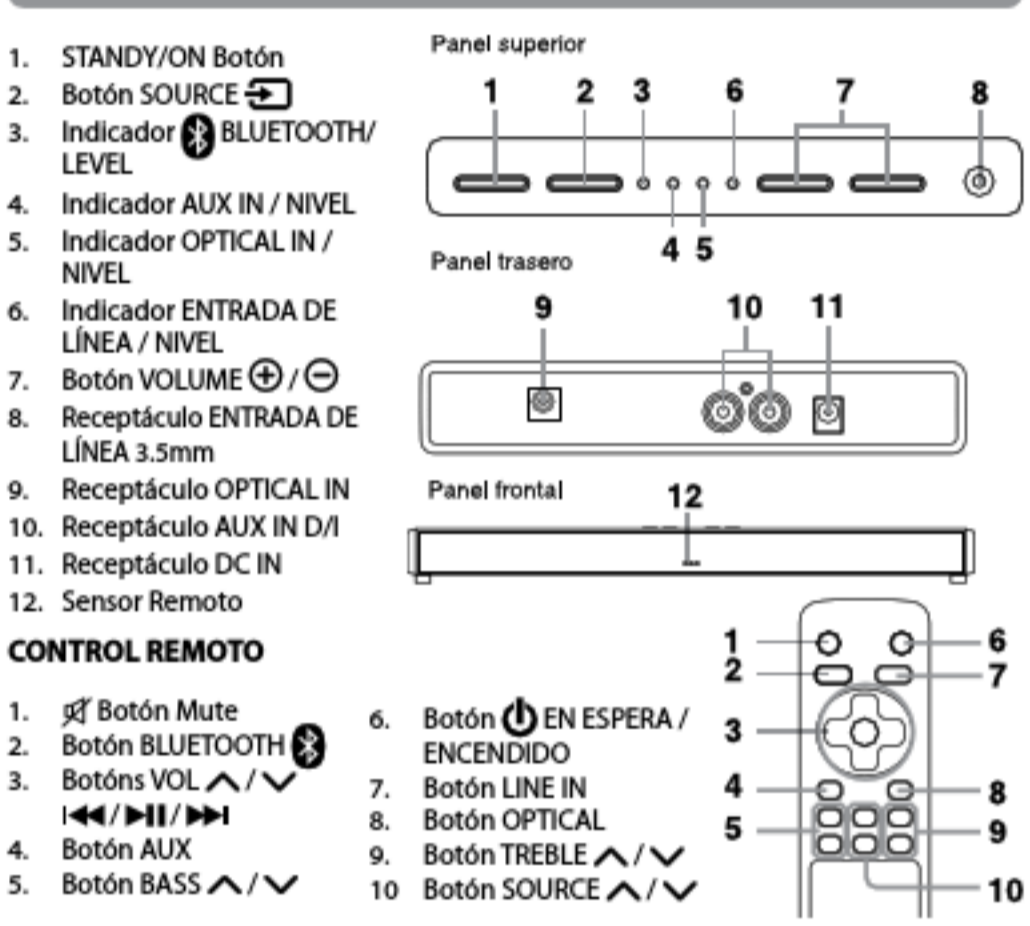 1. STANDY/ON Botón
2. Botón SOURCE
3. Indicador BLUETOOTH/
LEVEL
4. Indicador AUX IN / NIVEL
5. Indicador OPTICAL IN /
NIVEL
6. Indicador ENTRADA DE
LÍNEA / NIVEL
7. Botón VOLUME ⊕ / ⊖
8. Receptáculo ENTRADA DE
LÍNEA 3.5mm
9. Receptáculo OPTICAL IN
10. Receptáculo AUX IN D/I
11. Receptáculo DC IN
12. Sensor Remoto
Panel superior
1 2 3 6 7 8
4 5
Panel trasero
9 10 11
Panel frontal
12
CONTROL REMOTO
1. Botón Mute
2. Botón BLUETOOTH
3. Botóns VOL ∧ / ∨
⏮ / ⏯ / ⏭
4. Botón AUX
5. Botón BASS ∧ / ∨
6. Botón ⏻ EN ESPERA /
ENCENDIDO
7. Botón LINE IN
8. Botón OPTICAL
9. Botón TREBLE ∧ / ∨
10 Botón SOURCE ∧ / ∨
1 6
2 7
3
4 8
5 9
10